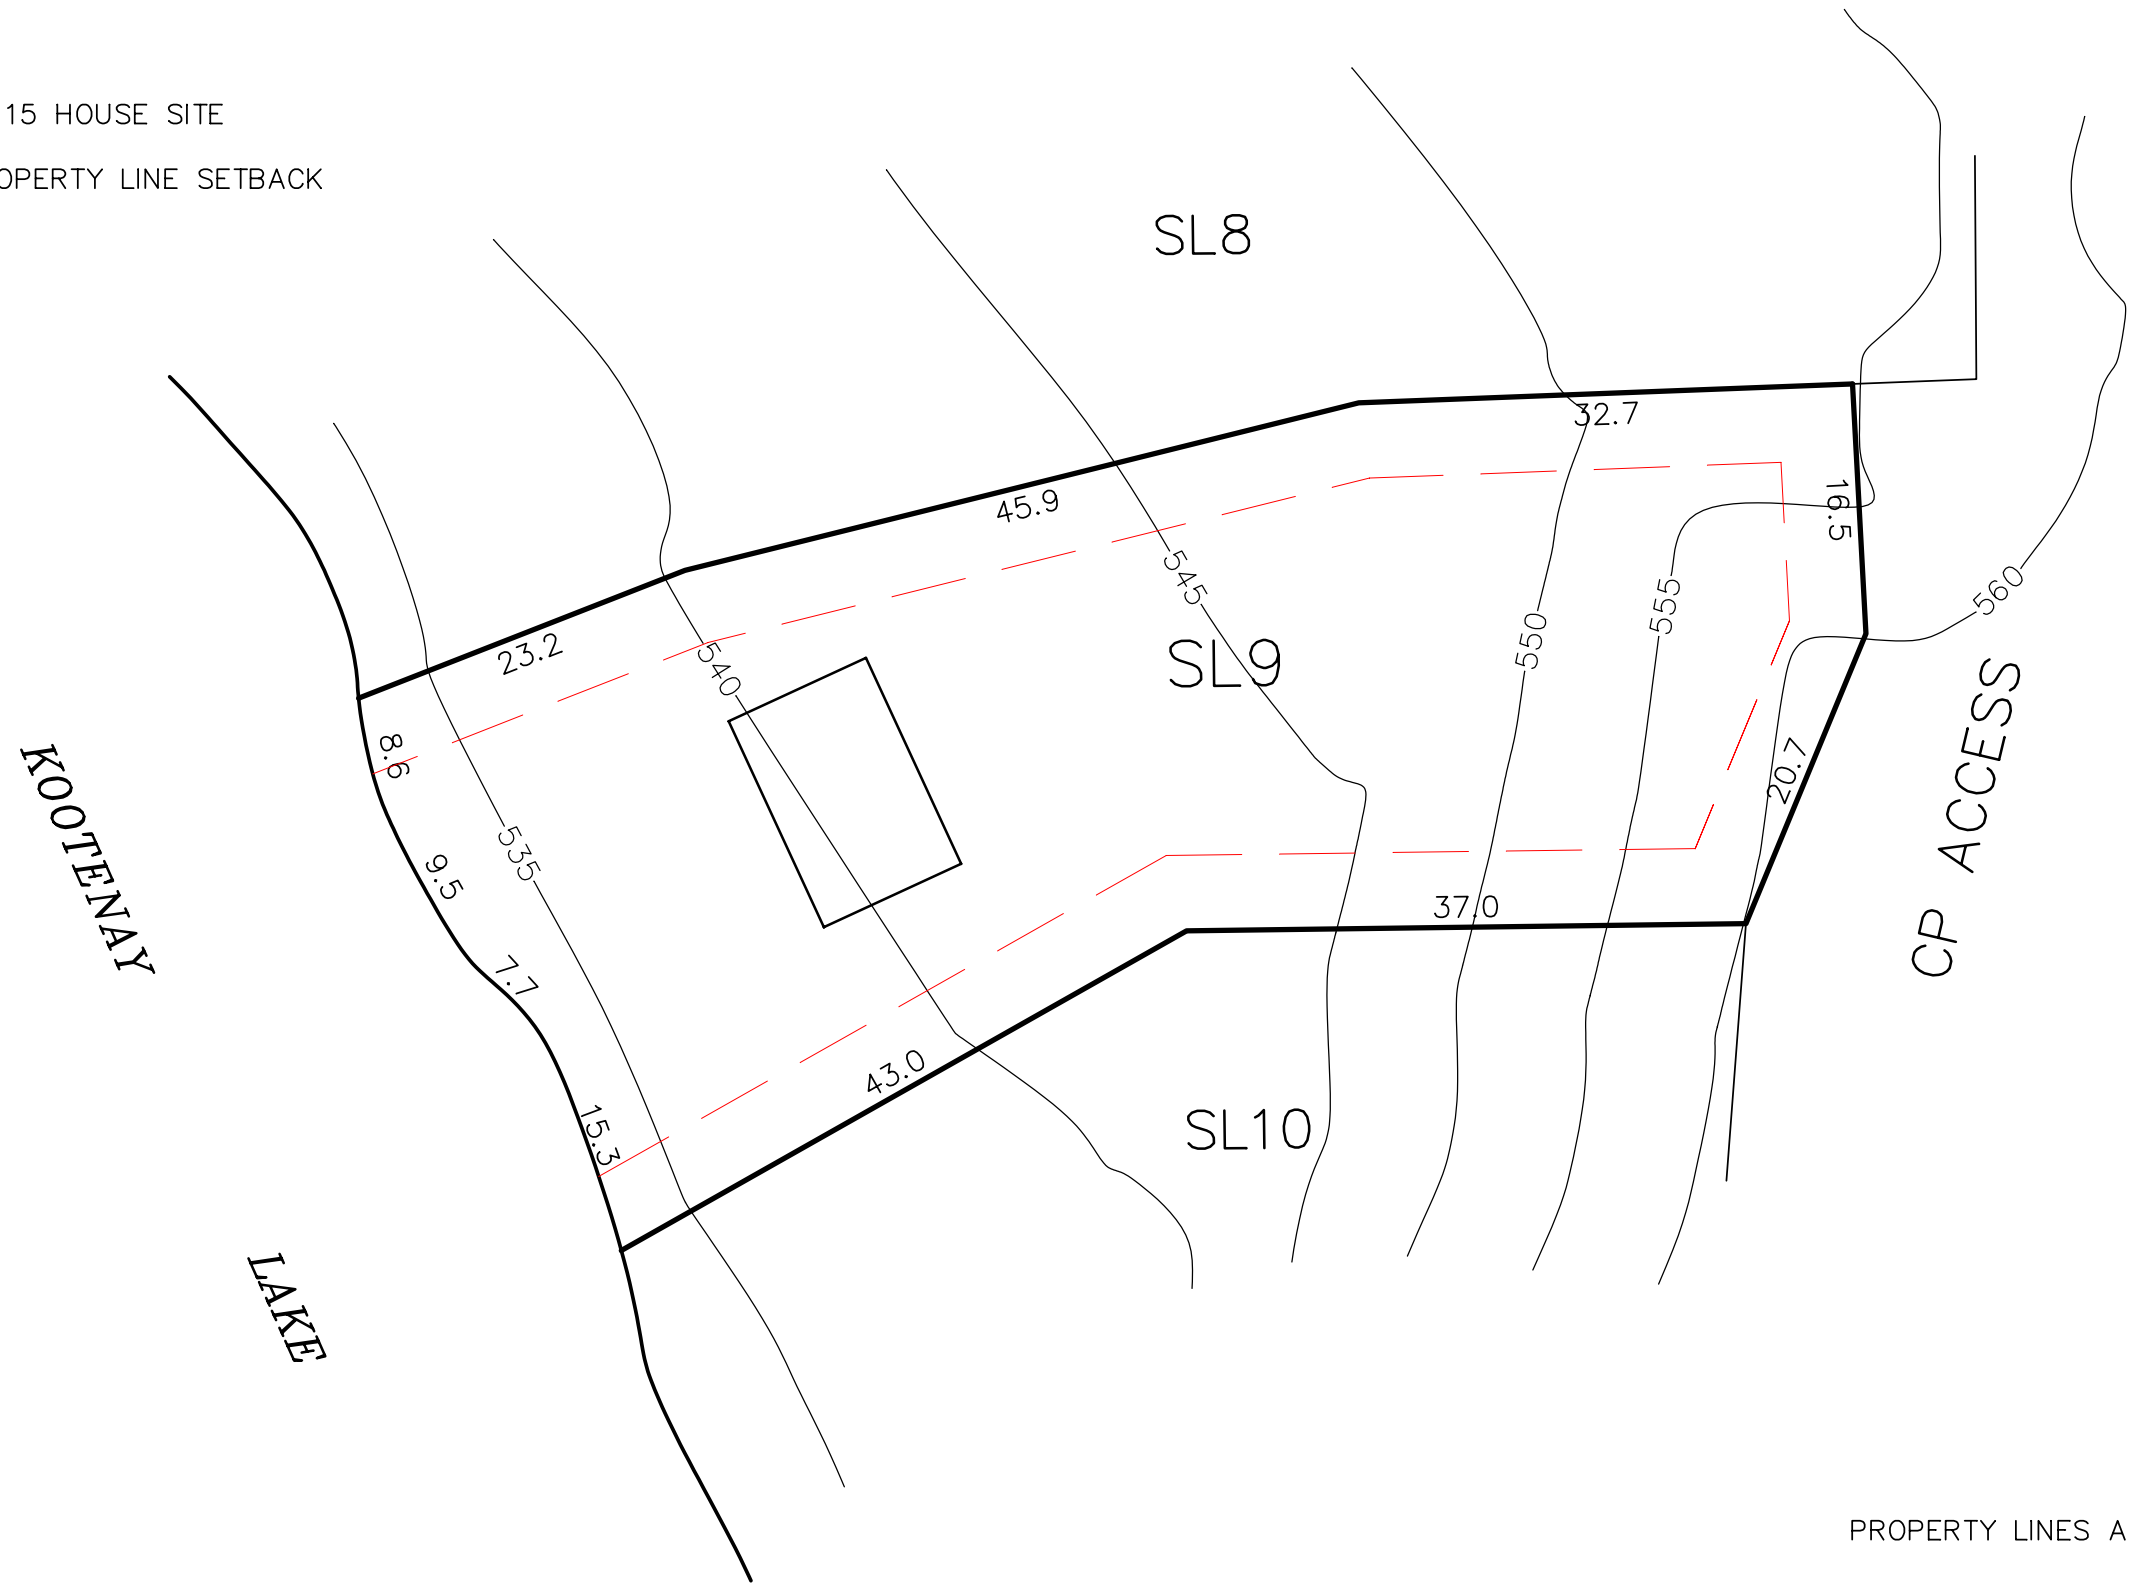 15 HOUSE SITE
OPERTY LINE SETBACK
SL8
32.7
45.9
16.5
545
560
555
550
23.2
540
SL9
8.6
20.7
CP ACCESS
KOOTENAY
535
9.5
37.0
7.7
43.0
15.3
SL10
LAKE
PROPERTY LINES A